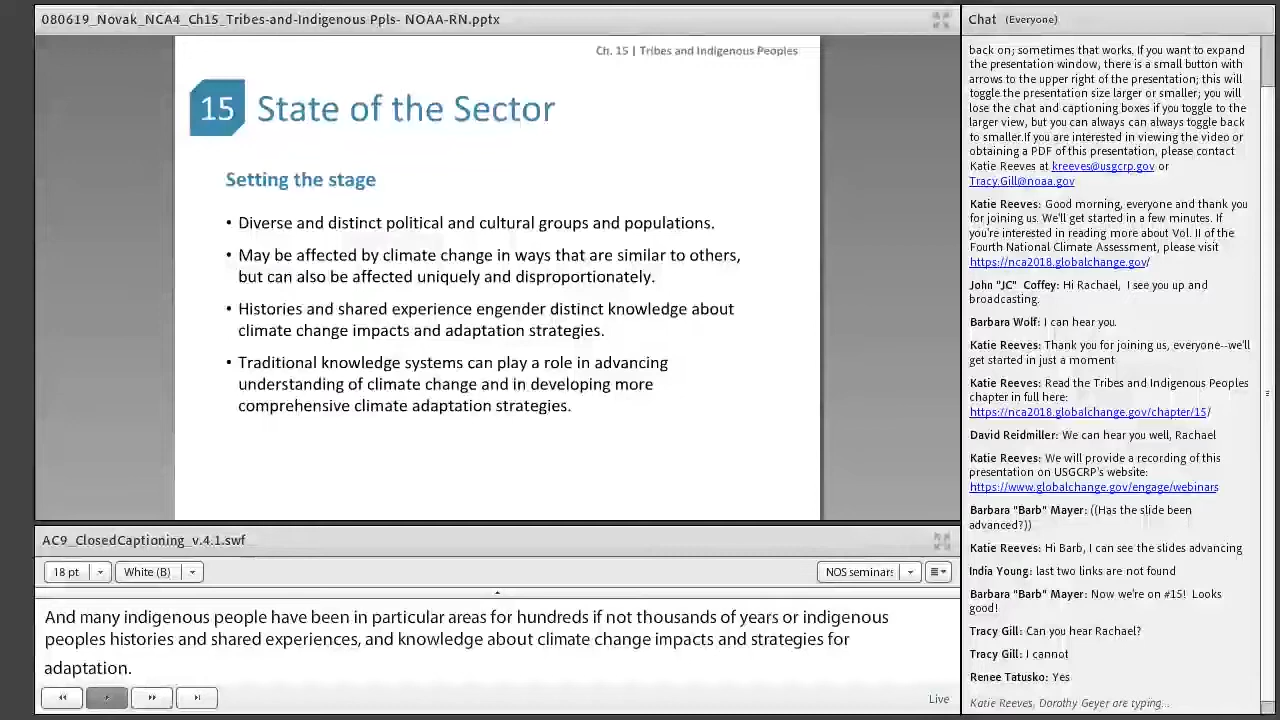 080619_Novak_NCA4_Ch15_Tribes-and-Indigenous Ppls- NOAA-RN.pptx
Ch. 15 | Tribes and Indigenous Peoples
15 State of the Sector
Setting the stage
• Diverse and distinct political and cultural groups and populations.
• May be affected by climate change in ways that are similar to others,
but can also be affected uniquely and disproportionately.
• Histories and shared experience engender distinct knowledge about
climate change impacts and adaptation strategies.
• Traditional knowledge systems can play a role in advancing
understanding of climate change and in developing more
comprehensive climate adaptation strategies.
AC9_ClosedCaptioning_v.4.1.swf
18 pt
White (B)
NOS seminars
And many indigenous people have been in particular areas for hundreds if not thousands of years or indigenous
peoples histories and shared experiences, and knowledge about climate change impacts and strategies for
adaptation.
Live
Chat (Everyone)
back on; sometimes that works. If you want to expand
the presentation window, there is a small button with
arrows to the upper right of the presentation; this will
toggle the presentation size larger or smaller; you will
lose the chat and captioning boxes if you toggle to the
larger view, but you can always can always toggle back
to smaller.If you are interested in viewing the video or
obtaining a PDF of this presentation, please contact
Katie Reeves at kreeves@usgcrp.gov or
Tracy.Gill@noaa.gov
Katie Reeves: Good morning, everyone and thank you
for joining us. We'll get started in a few minutes. If
you're interested in reading more about Vol. II of the
Fourth National Climate Assessment, please visit
https://nca2018.globalchange.gov/
John "JC" Coffey: Hi Rachael, I see you up and
broadcasting.
Barbara Wolf: I can hear you.
Katie Reeves: Thank you for joining us, everyone--we'll
get started in just a moment
Katie Reeves: Read the Tribes and Indigenous Peoples
chapter in full here:
https://nca2018.globalchange.gov/chapter/15/
David Reidmiller: We can hear you well, Rachael
Katie Reeves: We will provide a recording of this
presentation on USGCRP's website:
https://www.globalchange.gov/engage/webinars
Barbara "Barb" Mayer: ((Has the slide been
advanced?))
Katie Reeves: Hi Barb, I can see the slides advancing
India Young: last two links are not found
Barbara "Barb" Mayer: Now we're on #15! Looks
good!
Tracy Gill: Can you hear Rachael?
Tracy Gill: I cannot
Renee Tatusko: Yes
Katie Reeves, Dorothy Geyer are typing...